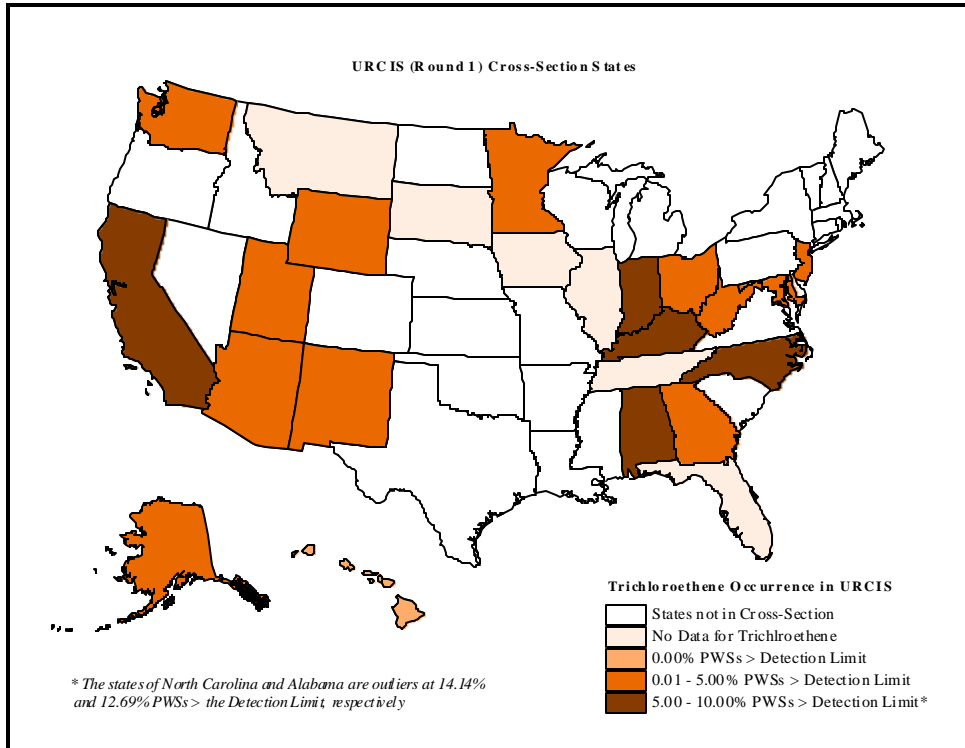 URCIS (Round 1) Cross-Section States
Trichloroethene Occurrence in URCIS
States not in Cross-Section
No Data for Trichlroethene
0.00% PWSs > Detection Limit
0.01 - 5.00% PWSs > Detection Limit
5.00 - 10.00% PWSs > Detection Limit*
* The states of North Carolina and Alabama are outliers at 14.14%
and 12.69% PWSs > the Detection Limit, respectively